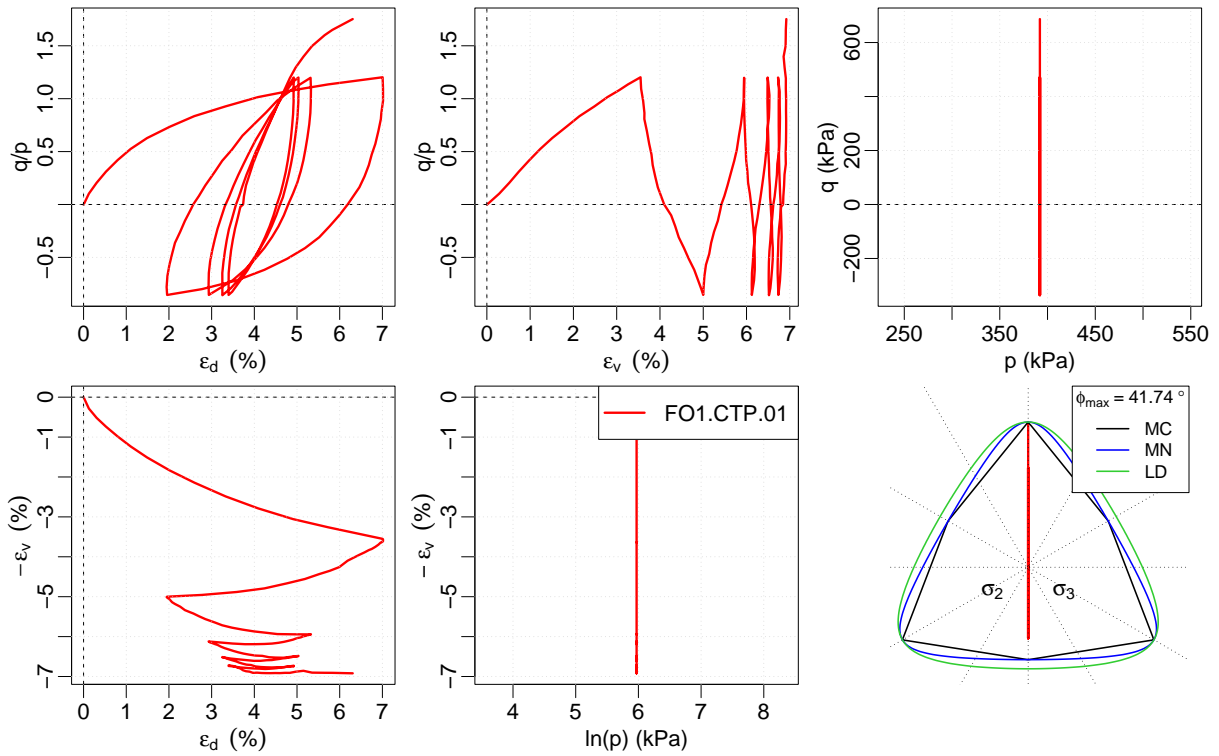 q/p
1.5
1.0
0.5
−0.5
0 1 2 3 4 5 6 7
εd (%)
q/p
1.5
1.0
0.5
−0.5
0 1 2 3 4 5 6 7
εv (%)
q (kPa)
600
200
0
−200
250 350 450 550
p (kPa)
−εv (%)
0
−1
−3
−5
−7
0 1 2 3 4 5 6 7
εd (%)
−εv (%)
0
−1
−3
−5
−7
4 5 6 7 8
ln(p) (kPa)
FO1.CTP.01
ϕmax = 41.74 °
MC
MN
LD
σ2 σ3